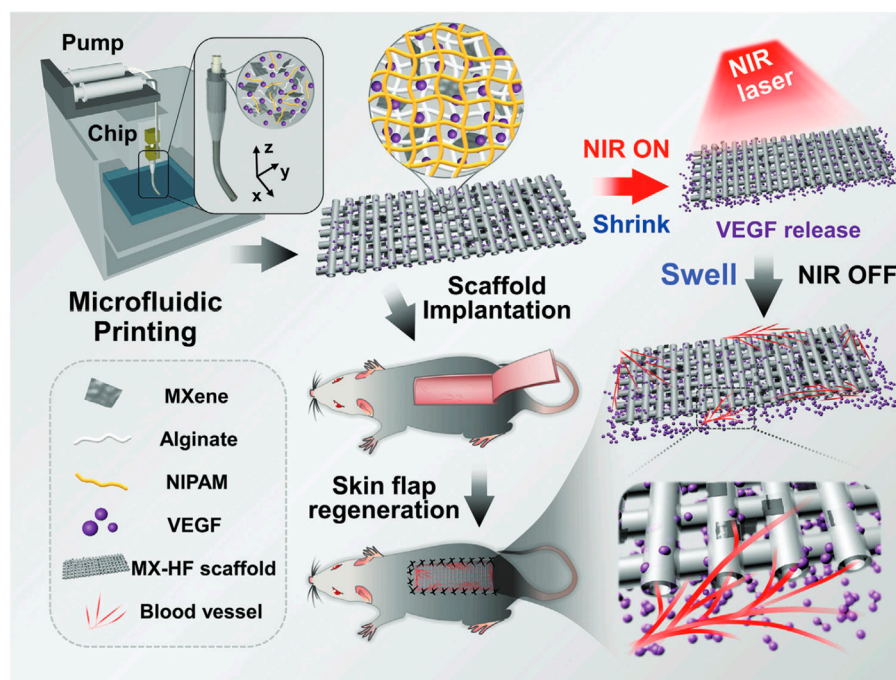 Pump
Chip
z
y
x
Microfluidic
Printing
NIR ON
Shrink
NIR
laser
VEGF release
Swell
NIR OFF
Scaffold
Implantation
Skin flap
regeneration
MXene
Alginate
NIPAM
VEGF
MX-HF scaffold
Blood vessel